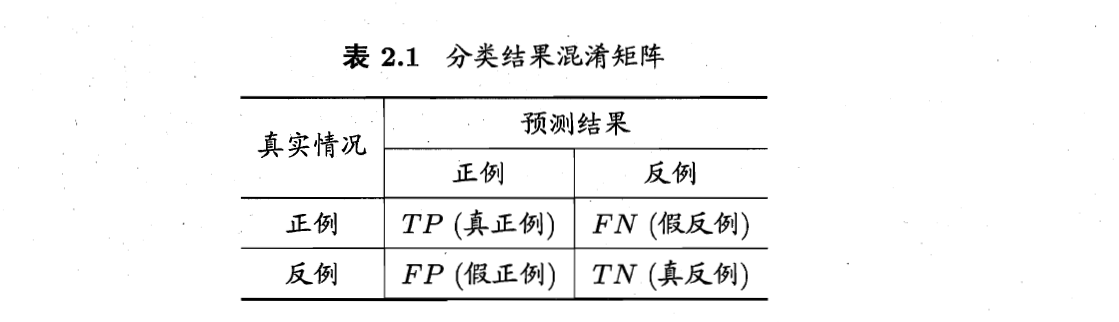 表 2.1 分类结果混淆矩阵
真实情况 预测结果
正例 反例
正例 TP (真正例) FN (假反例)
反例 FP (假正例) TN (真反例)